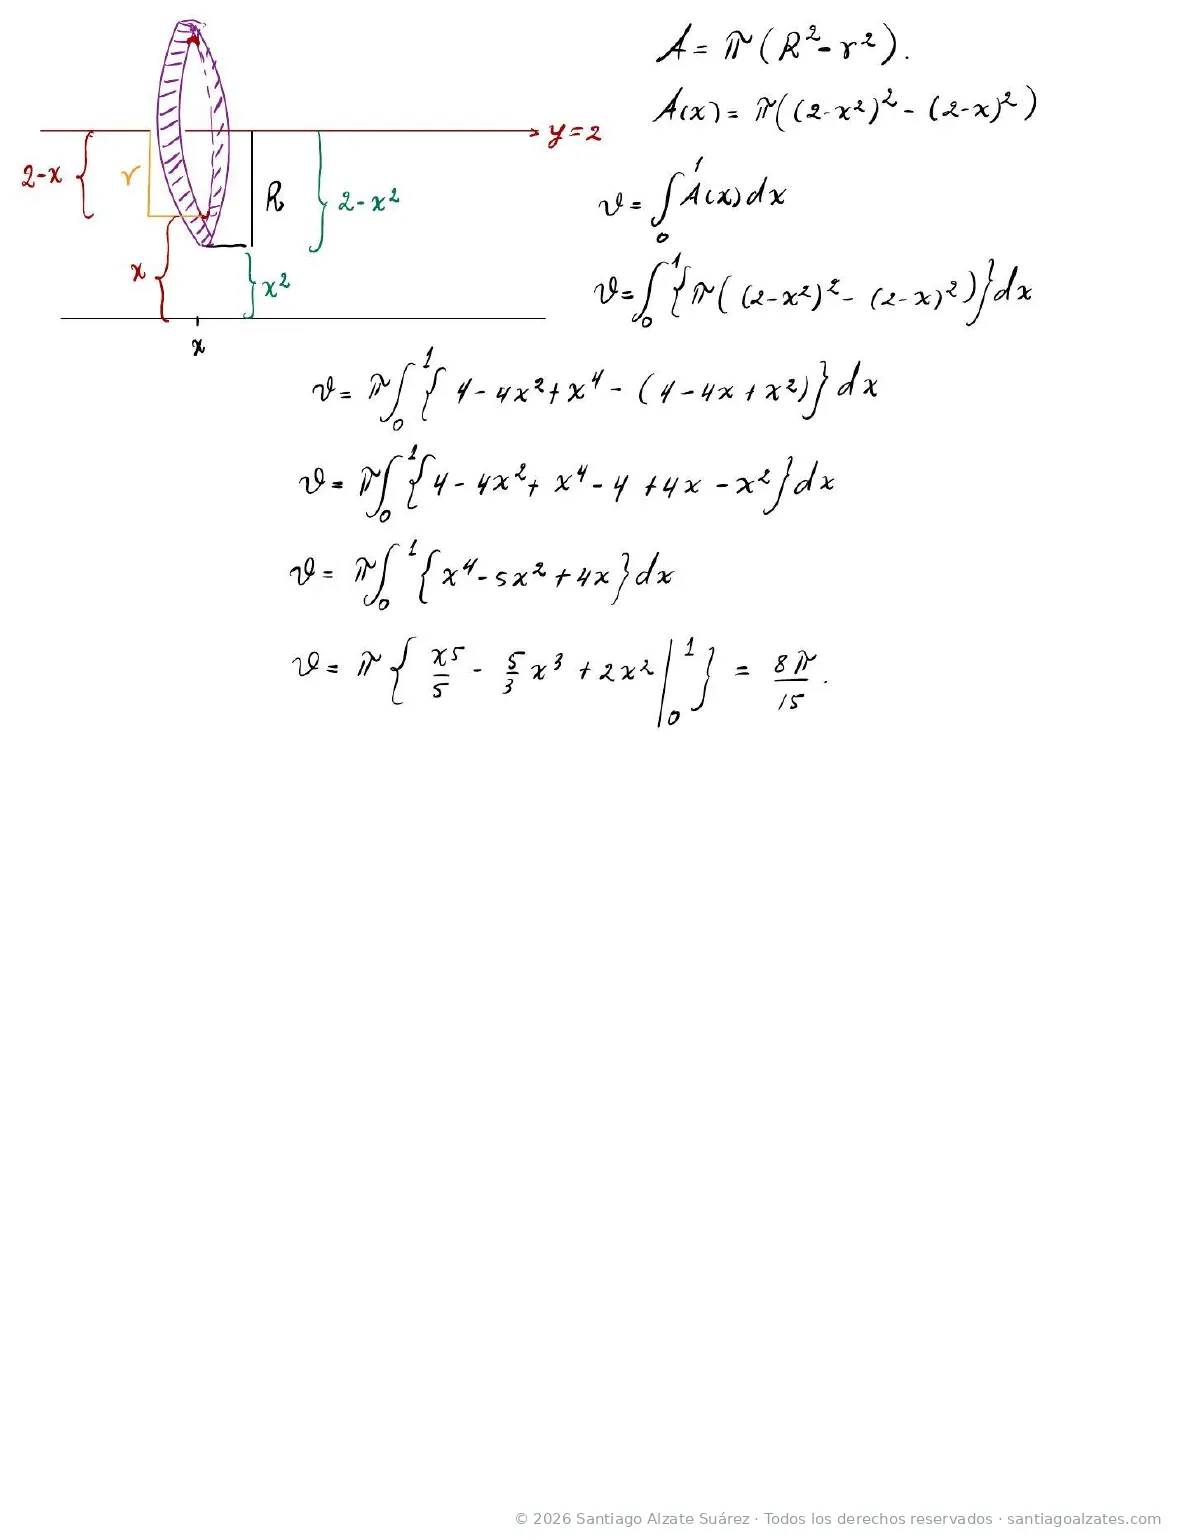 A = π(R² - r²).
A(x) = π((2-x²)² - (2-x)²)
y=2
2-x
r
R
2-x²
x
x²
x
v = ∫₀¹ A(x)dx
v = ∫₀¹ {π((2-x²)² - (2-x)²)}dx
v = π∫₀¹ {4 - 4x² + x⁴ - (4 - 4x + x²)}dx
v = π∫₀¹ {4 - 4x² + x⁴ - 4 + 4x - x²}dx
v = π∫₀¹ {x⁴ - 5x² + 4x}dx
v = π{x⁵/5 - 5/3 x³ + 2x² |₀¹} = 8π/15.
© 2026 Santiago Alzate Suárez · Todos los derechos reservados · santiagoalzates.com